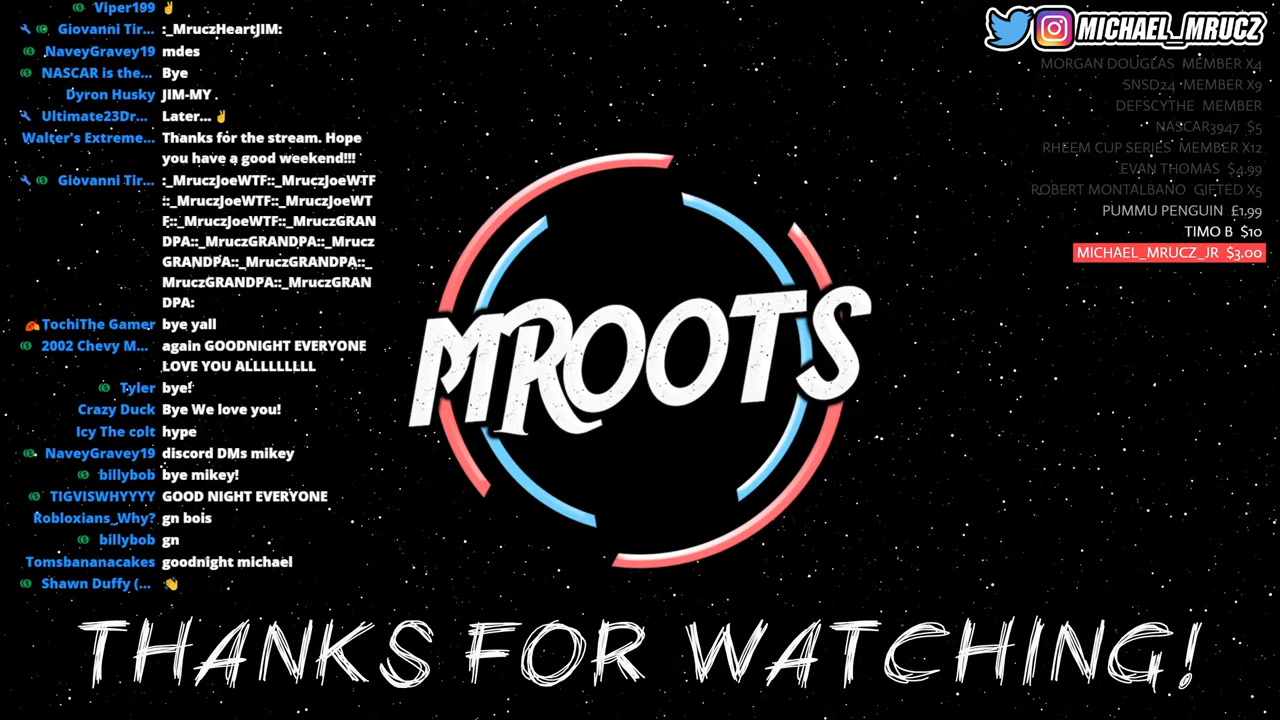 Viper199 ✌
Giovanni Tir... :_MruczHeartJIM:
NaveyGravey19 mdes
NASCAR is the... Bye
Dyron Husky JIM-MY .
Ultimate23Dr... Later...✌
Walter's Extreme... Thanks for the stream. Hope
you have a good weekend!!!
Giovanni Tir... :_MruczJoeWTF::_MruczJoeWTF
::_MruczJoeWTF::_MruczJoeWT
F::_MruczJoeWTF::_MruczGRAN
DPA::_MruczGRANDPA::_Mrucz
GRANDPA::_MruczGRANDPA::_
MruczGRANDPA::_MruczGRAN
DPA:
TochiThe Gamer bye yall
2002 Chevy M... again GOODNIGHT EVERYONE
LOVE YOU ALLLLLLLLL
Tyler bye!
Crazy Duck Bye We love you!
Icy The colt hype
NaveyGravey19 discord DMs mikey
billybob bye mikey!
TIGVISWHYYYY GOOD NIGHT EVERYONE
Robloxians_Why? gn bois
billybob gn
Tomsbananacakes goodnight michael
Shawn Duffy (... 👏
MROOTS
MICHAEL_MRUCZ
MORGAN DOUGLAS MEMBER X4
SNSD24 MEMBER X9
DEFSCYTHE MEMBER
NASCAR3947 $5
RHEEM CUP SERIES MEMBER X12
EVAN THOMAS $4.99
ROBERT MONTALBANO GIFTED X5
PUMMU PENGUIN £1.99
TIMO B $10
MICHAEL_MRUCZ_JR $3.00
THANKS FOR WATCHING!